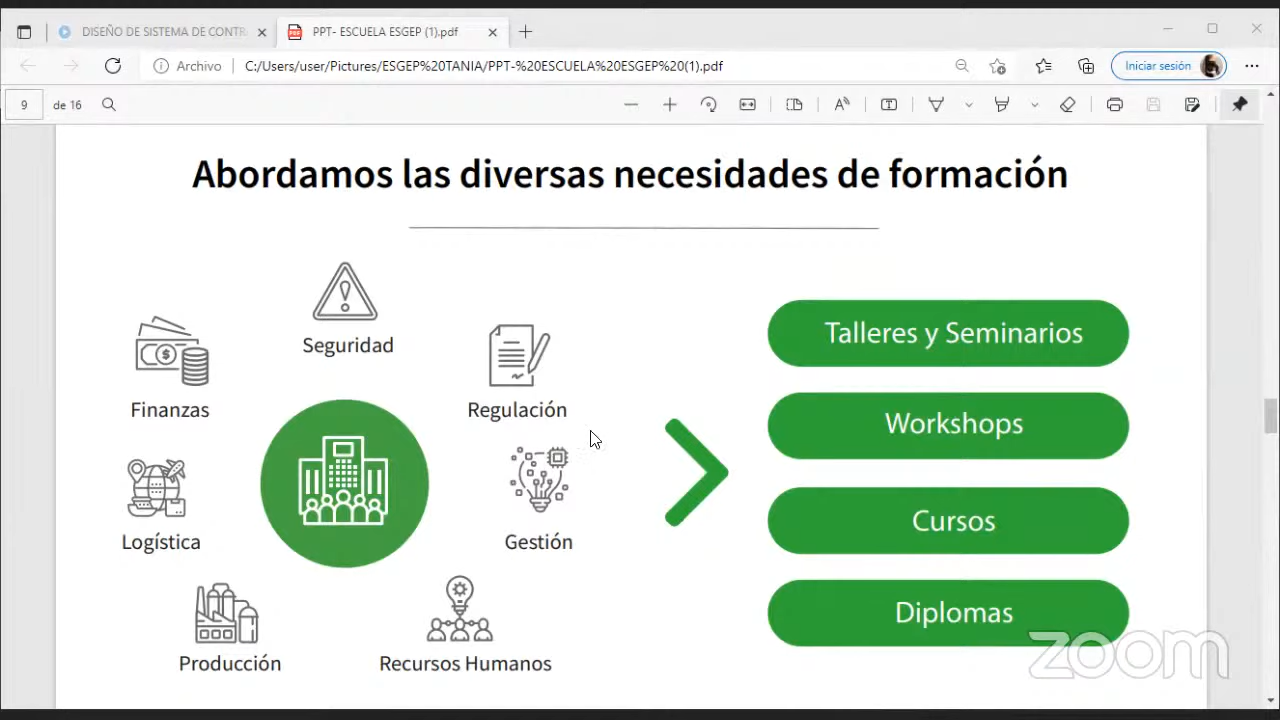 DISEÑO DE SISTEMA DE CONTR
PPT- ESCUELA ESGEP (1).pdf
Archivo
C:/Users/user/Pictures/ESGEP%20TANIA/PPT-%20ESCUELA%20ESGEP%20(1).pdf
Iniciar sesión
9 de 16
Abordamos las diversas necesidades de formación
Seguridad
Finanzas
Regulación
Logística
Gestión
Producción
Recursos Humanos
Talleres y Seminarios
Workshops
Cursos
Diplomas
zoom